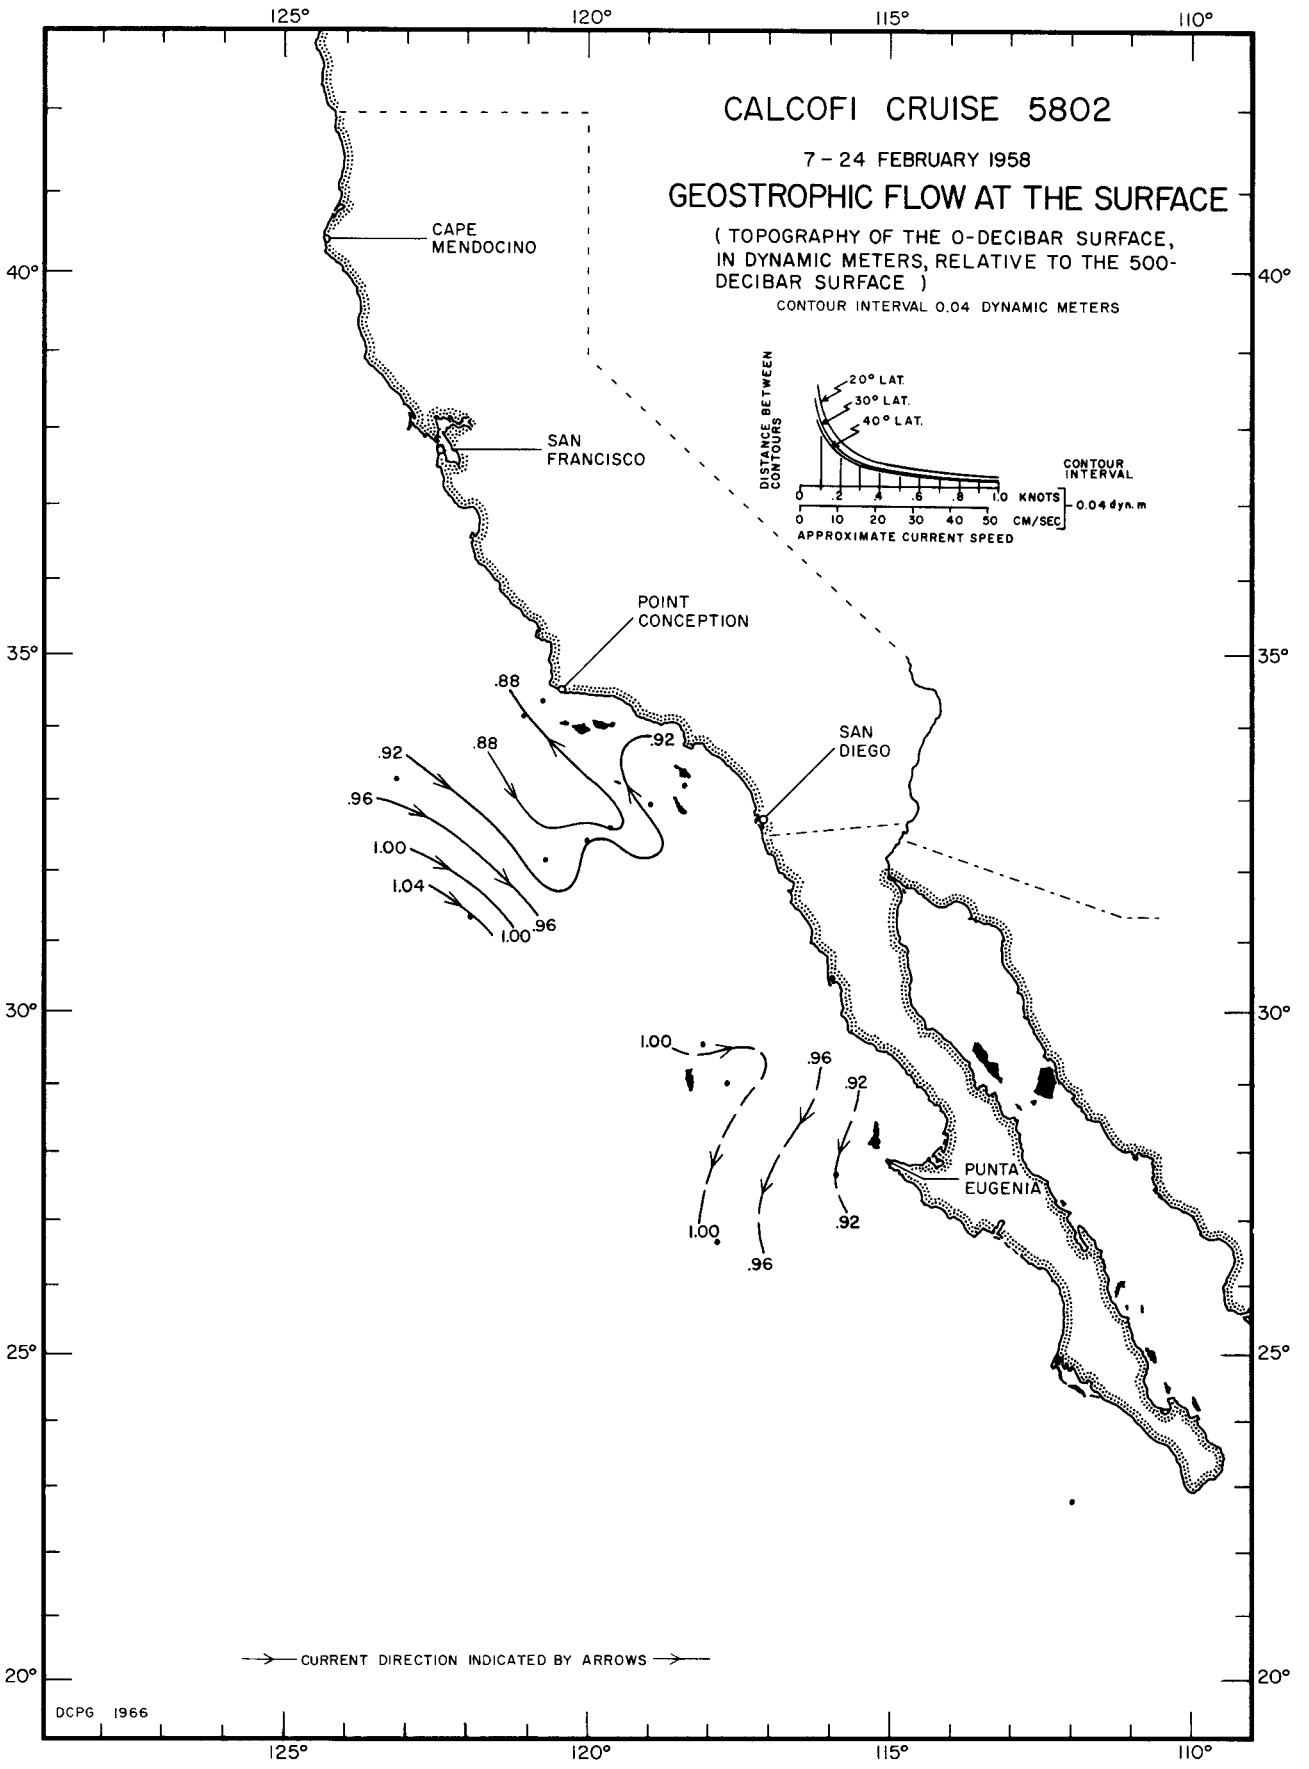 125°
120°
115°
110°
CALCOFI CRUISE 5802
7-24 FEBRUARY 1958
GEOSTROPHIC FLOW AT THE SURFACE
( TOPOGRAPHY OF THE 0-DECIBAR SURFACE,
IN DYNAMIC METERS, RELATIVE TO THE 500-
DECIBAR SURFACE )
CONTOUR INTERVAL 0.04 DYNAMIC METERS
CAPE
MENDOCINO
40°
40°
DISTANCE BETWEEN
CONTOURS
20° LAT.
30° LAT.
40° LAT.
CONTOUR
INTERVAL
0 .2 .4 .6 .8 1.0 KNOTS
0.04 dyn. m
0 10 20 30 40 50 CM/SEC
APPROXIMATE CURRENT SPEED
SAN
FRANCISCO
POINT
CONCEPTION
35°
35°
.88
SAN
DIEGO
.92
.88
.92
.96
1.00
1.04
.96
1.00
30°
30°
1.00
.96
.92
PUNTA
EUGENIA
.92
1.00
.96
25°
25°
CURRENT DIRECTION INDICATED BY ARROWS
20°
20°
DCPG 1966
125°
120°
115°
110°